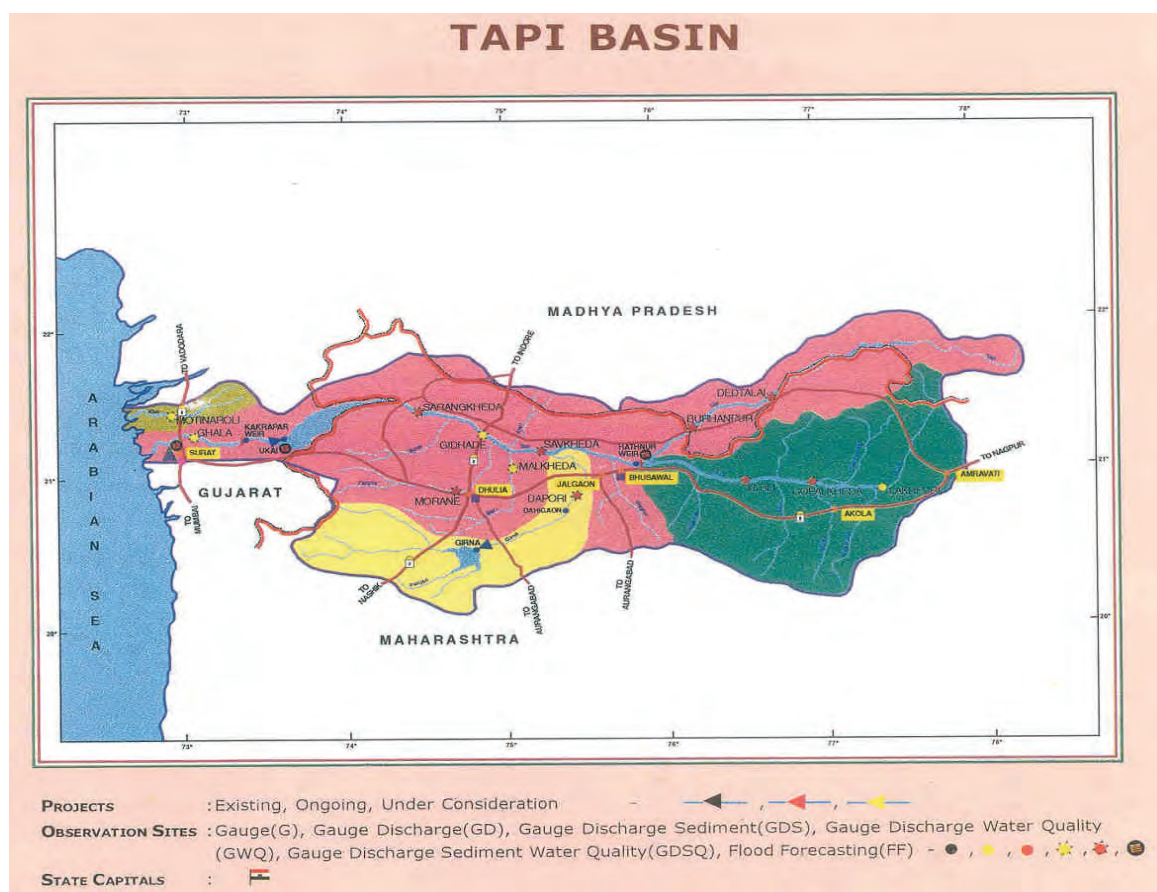 TAPI BASIN
73° 74° 75° 76° 77° 78°
22° 22°
MADHYA PRADESH
TO VADODARA
TO INDORE
DEDTALAI
SARANGKHEDA
BURHANPUR
MOTINAROLI
GHALA
KAKRAPAR
WEIR
GIDHADE
SAVKHEDA
HATHNUR
WEIR
SURAT
UKAI
TO NAGPUR
MALKHEDA
BHUSAWAL
AMRAVATI
21° 21°
GUJARAT
JALGAON
DHULIA
MORANE
DAPORI
GOPALKHEDA
DAHIGAON
AKOLA
TO
MUMBAI
GIRNA
TO
NASHIK
TO
AURANGABAD
TO
AURANGABAD
ARABIAN SEA
20° 20°
MAHARASHTRA
73° 74° 75° 76° 77° 78°
PROJECTS : Existing, Ongoing, Under Consideration - , ,
OBSERVATION SITES : Gauge(G), Gauge Discharge(GD), Gauge Discharge Sediment(GDS), Gauge Discharge Water Quality
(GWQ), Gauge Discharge Sediment Water Quality(GDSQ), Flood Forecasting(FF) - , , , , ,
STATE CAPITALS :